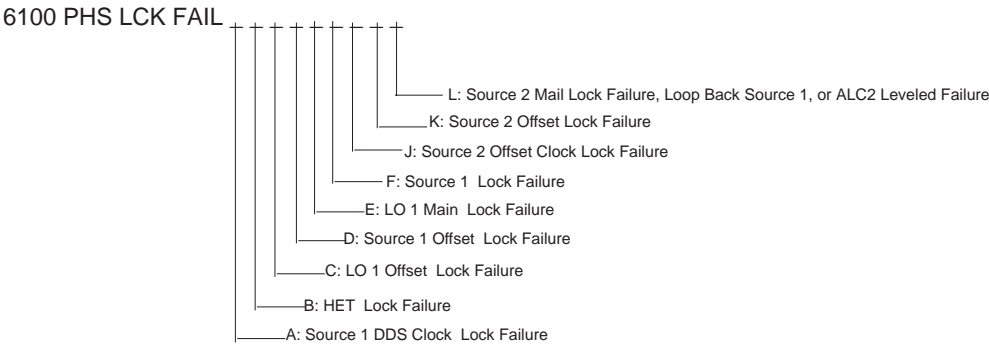 6100 PHS LCK FAIL
L: Source 2 Mail Lock Failure, Loop Back Source 1, or ALC2 Leveled Failure
K: Source 2 Offset Lock Failure
J: Source 2 Offset Clock Lock Failure
F: Source 1 Lock Failure
E: LO 1 Main Lock Failure
D: Source 1 Offset Lock Failure
C: LO 1 Offset Lock Failure
B: HET Lock Failure
A: Source 1 DDS Clock Lock Failure